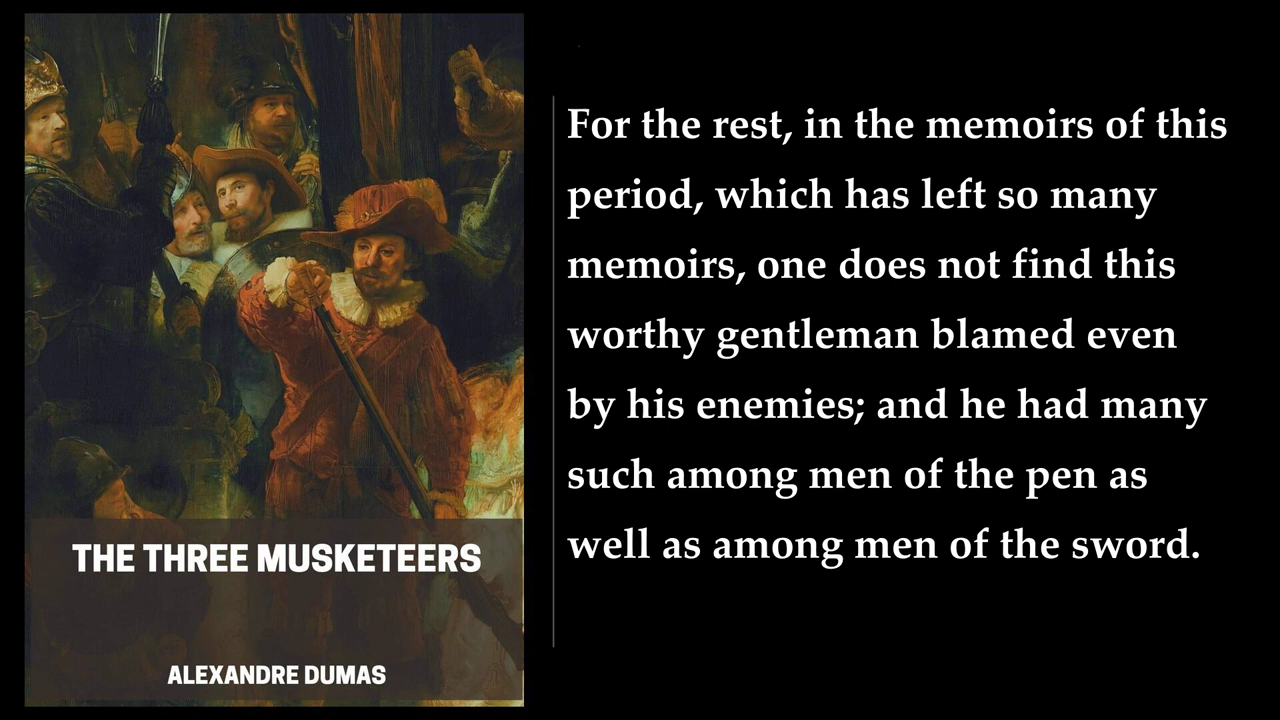 THE THREE MUSKETEERS
ALEXANDRE DUMAS
For the rest, in the memoirs of this
period, which has left so many
memoirs, one does not find this
worthy gentleman blamed even
by his enemies; and he had many
such among men of the pen as
well as among men of the sword.